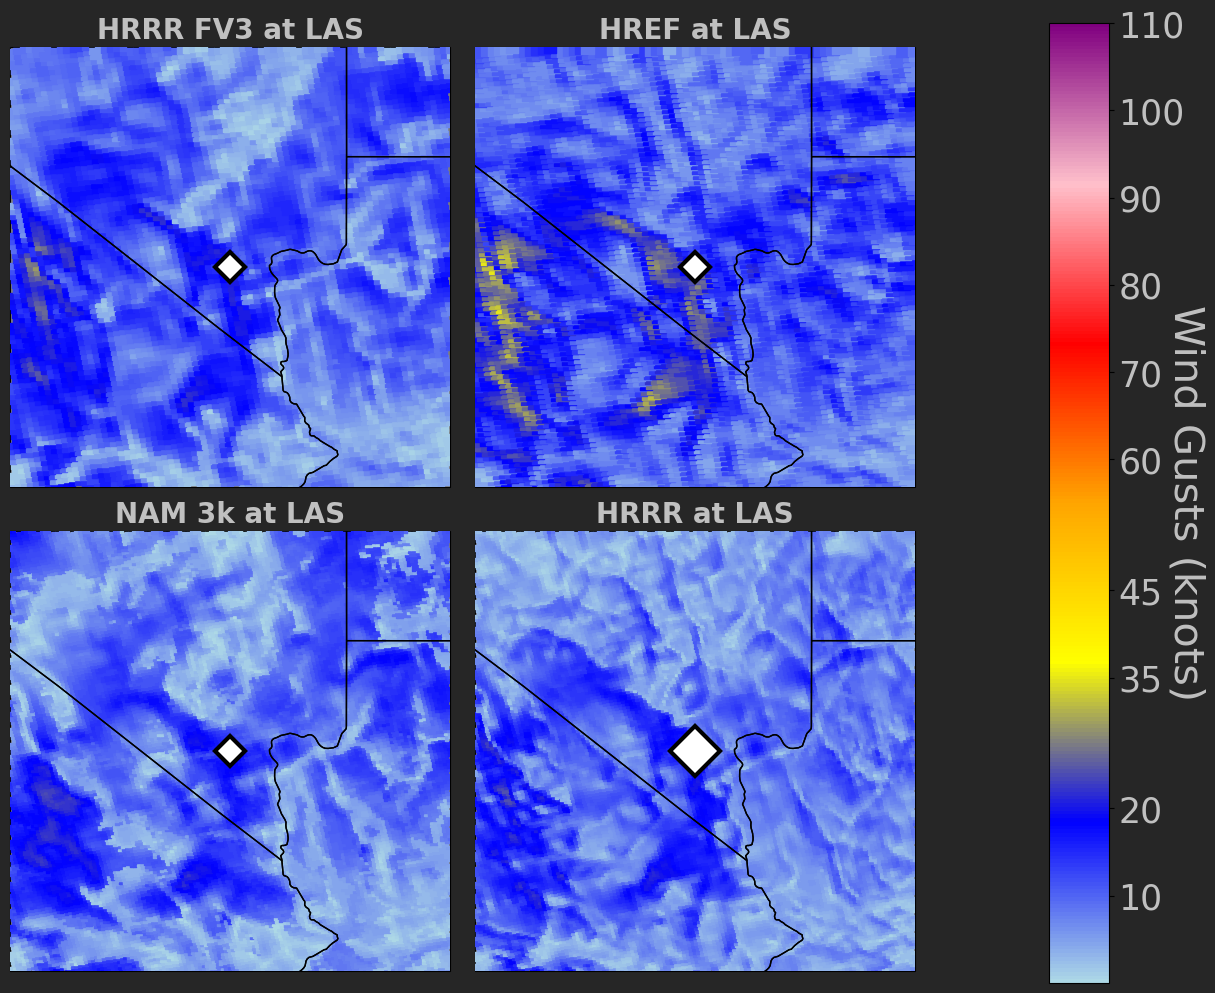 HRRR FV3 at LAS
HREF at LAS
NAM 3k at LAS
HRRR at LAS
110
100
90
80
70
60
45
35
20
10
Wind Gusts (knots)